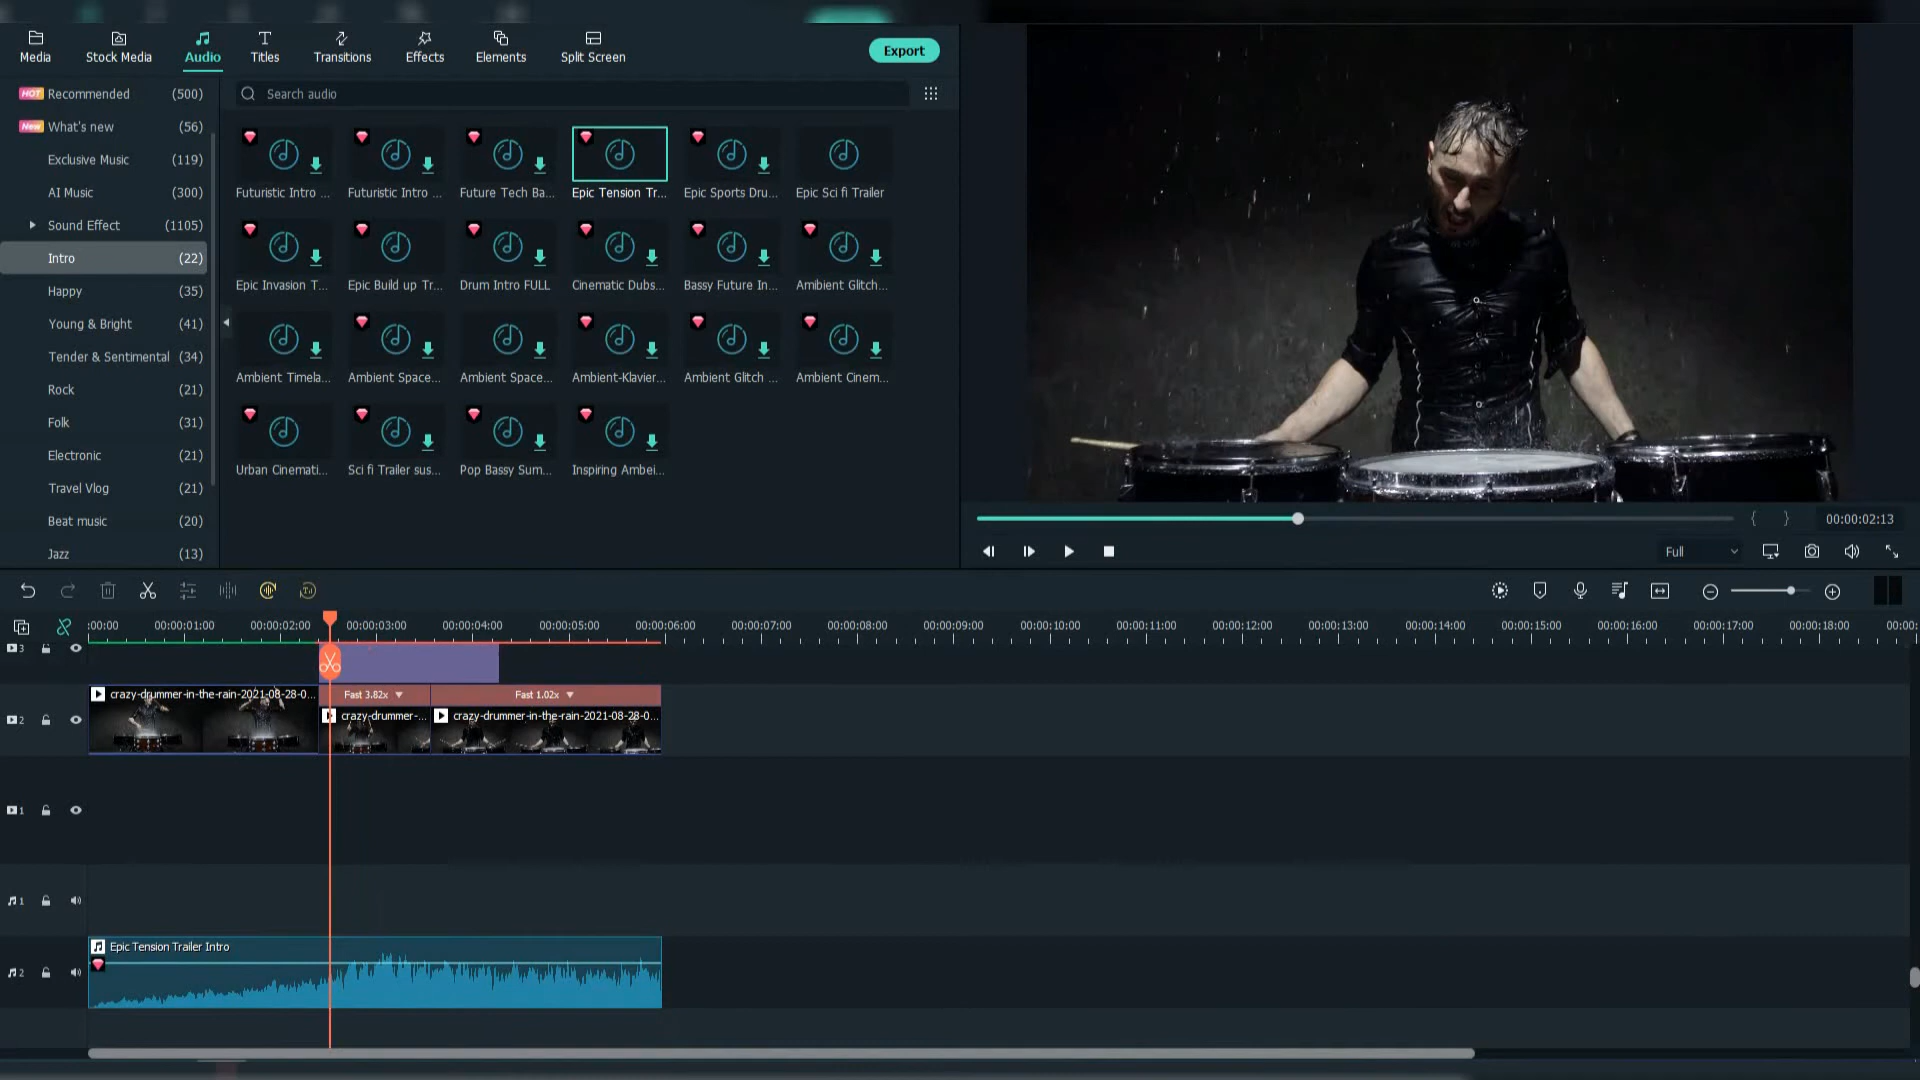 Media
Stock Media
Audio
Titles
Transitions
Effects
Elements
Split Screen
Export
HOT Recommended (500)
New What's new (56)
Exclusive Music (119)
AI Music (300)
Sound Effect (1105)
Intro (22)
Happy (35)
Young & Bright (41)
Tender & Sentimental (34)
Rock (21)
Folk (31)
Electronic (21)
Travel Vlog (21)
Beat music (20)
Jazz (13)
Search audio
Futuristic Intro ...
Futuristic Intro ...
Future Tech Ba...
Epic Tension Tr...
Epic Sports Dru...
Epic Sci fi Trailer
Epic Invasion T...
Epic Build up Tr...
Drum Intro FULL
Cinematic Dubs...
Bassy Future In...
Amibient Glitch...
Ambient Timela...
Ambient Space...
Ambient Space...
Ambient-Klavier...
Ambient Glitch ...
Ambient Cinem...
Urban Cinemati...
Sci fi Trailer sus...
Pop Bassy Sum...
Inspiring Ambei...
{ } 00:00:02:13
Full
:00:00 00:00:01:00 00:00:02:00 00:00:03:00 00:00:04:00 00:00:05:00 00:00:06:00 00:00:07:00 00:00:08:00 00:00:09:00 00:00:10:00 00:00:11:00 00:00:12:00 00:00:13:00 00:00:14:00 00:00:15:00 00:00:16:00 00:00:17:00 00:00:18:00 00:00:
3
crazy-drummer-in-the-rain-2021-08-28-0...
Fast 3.82x
Fast 1.02x
2
crazy-drummer-...
crazy-drummer-in-the-rain-2021-08-28-0...
1
1
Epic Tension Trailer Intro
2